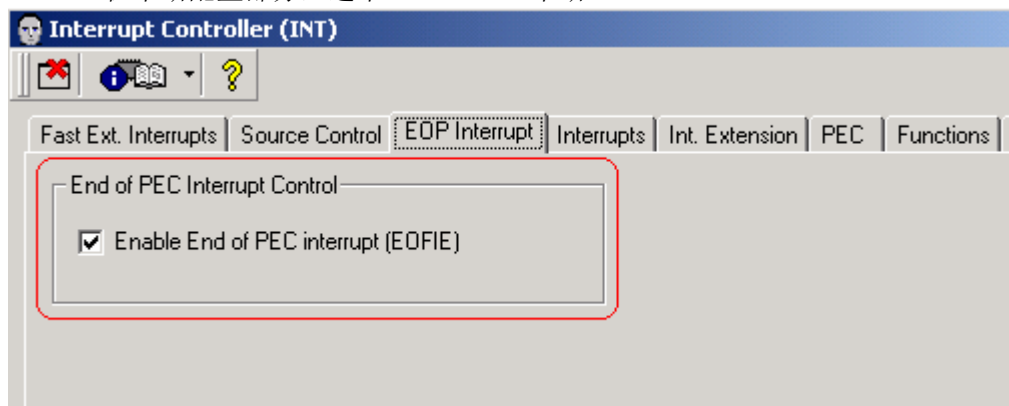 Interrupt Controller (INT)
Fast Ext. Interrupts Source Control EOP Interrupt Interrupts Int. Extension PEC Functions
End of PEC Interrupt Control
Enable End of PEC interrupt (EOFIE)